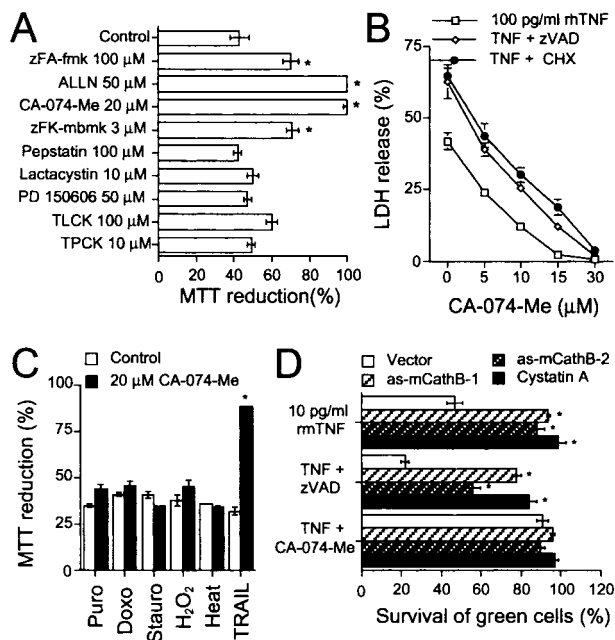 A
Control
zFA-fmk 100 µM
ALLN 50 µM
CA-074-Me 20 µM
zFK-mbmk 3 µM
Pepstatin 100 µM
Lactacystin 10 µM
PD 150606 50 µM
TLCK 100 µM
TPCK 10 µM
*
*
*
*
0 20 40 60 80 100
MTT reduction(%)
B
100 pg/ml rhTNF
TNF + zVAD
TNF + CHX
LDH release (%)
75
50
25
0
0 5 10 15 30
CA-074-Me (µM)
C
Control
20 µM CA-074-Me
MTT reduction (%)
100
75
50
25
0
*
Puro Doxo Stauro H₂O₂ Heat TRAIL
D
Vector
as-mCathB-1
as-mCathB-2
Cystatin A
10 pg/ml
rmTNF
*
*
*
TNF +
zVAD
*
*
*
TNF +
CA-074-Me
0 20 40 60 80 100 120
Survival of green cells (%)